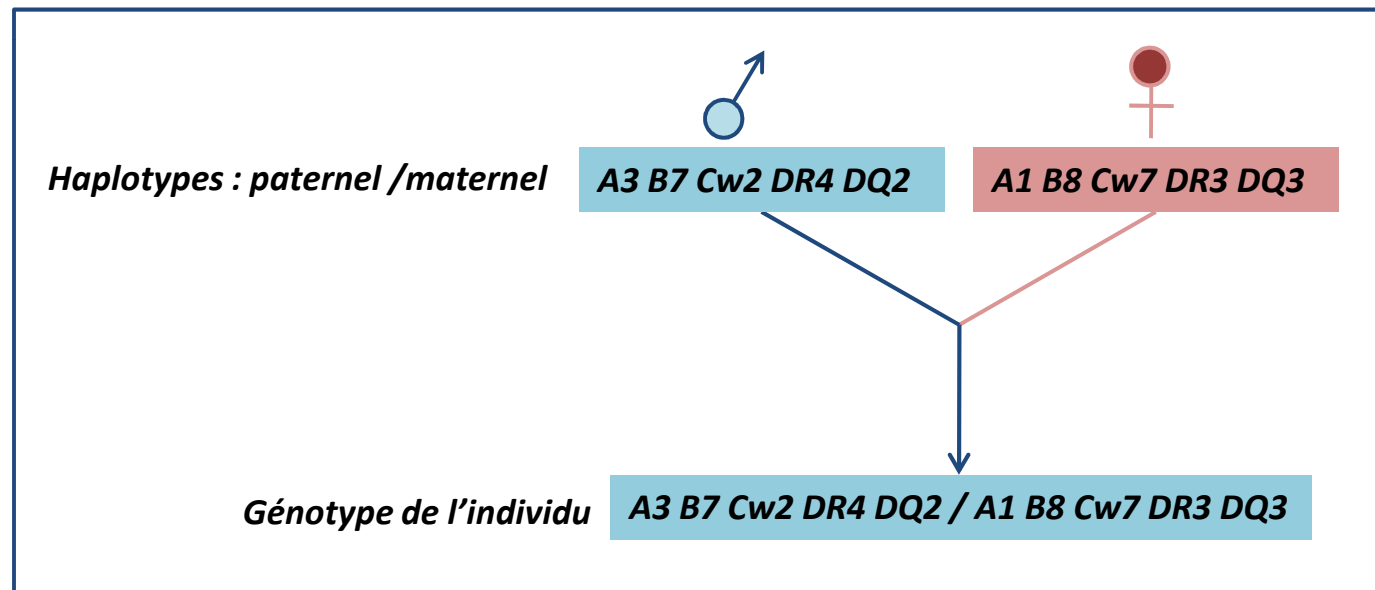 Haplotypes : paternel /maternel A3 B7 Cw2 DR4 DQ2 A1 B8 Cw7 DR3 DQ3
Génotype de l’individu A3 B7 Cw2 DR4 DQ2 / A1 B8 Cw7 DR3 DQ3